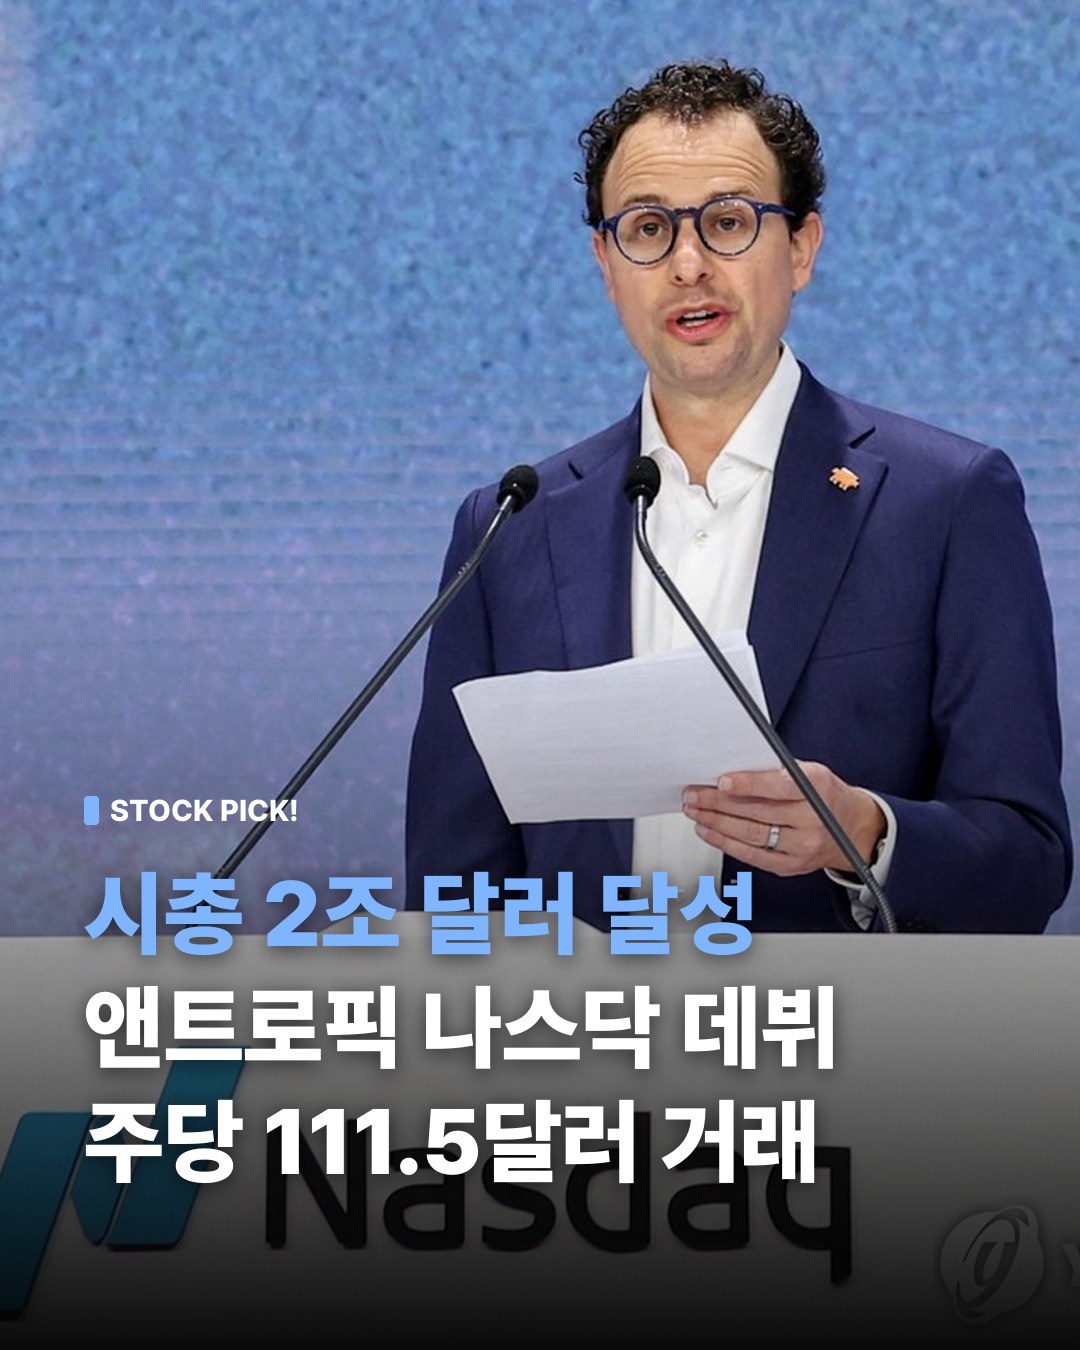 STOCK PICK!
시총 2조 달러 달성
앤트로픽 나스닥 데뷔
주당 111.5달러 거래
Nasdaq
Y